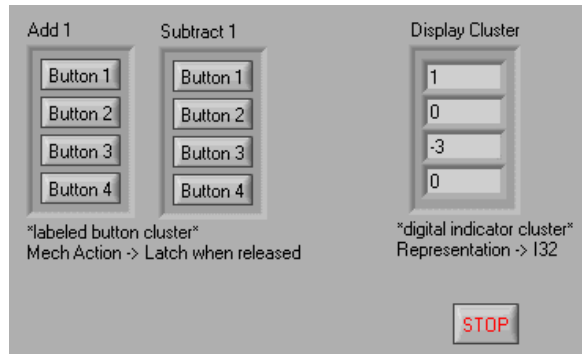 Add 1
Subtract 1
Display Cluster
Button 1
Button 1
1
Button 2
Button 2
0
Button 3
Button 3
-3
Button 4
Button 4
0
*labeled button cluster*
Mech Action -> Latch when released
*digital indicator cluster*
Representation -> I32
STOP